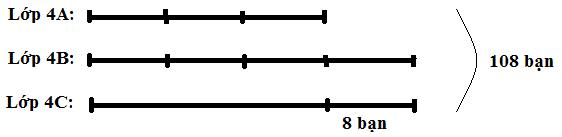 Lớp 4A:
Lớp 4B:
108 bạn
Lớp 4C:
8 bạn